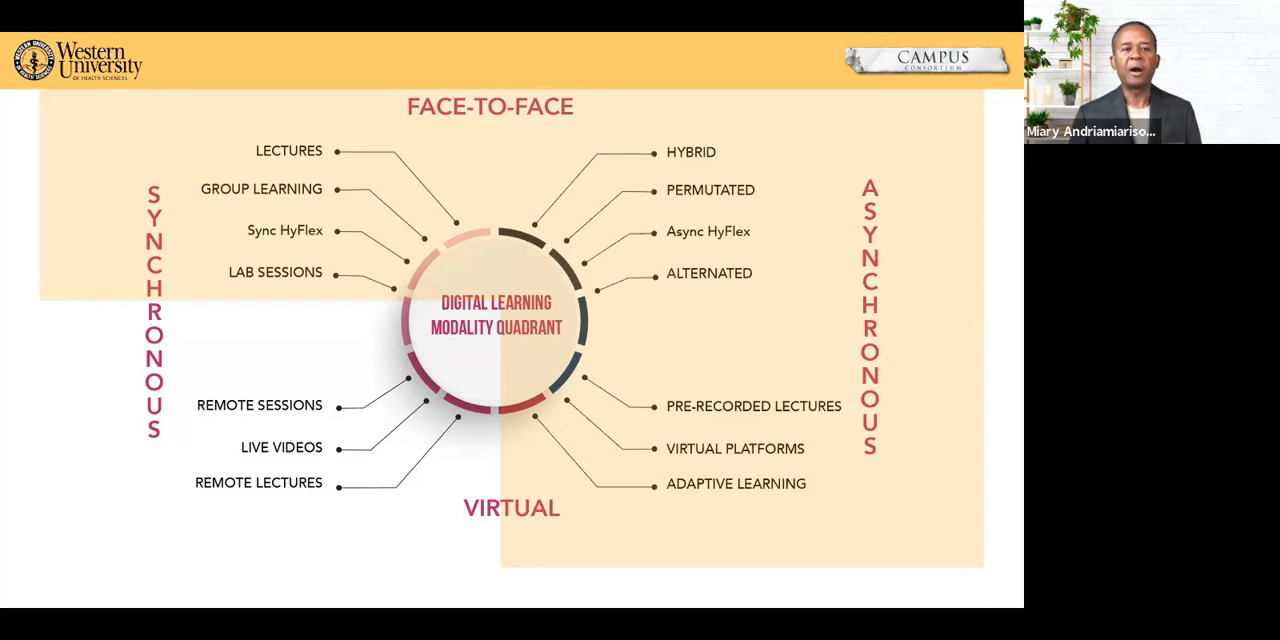 Western
University
OF HEALTH SCIENCES
CAMPUS
CONSORTIUM
Miary Andriamiariso...
FACE-TO-FACE
LECTURES
GROUP LEARNING
Sync HyFlex
LAB SESSIONS
HYBRID
PERMUTATED
Async HyFlex
ALTERNATED
SYNCHRONOUS
ASYNCHRONOUS
DIGITAL LEARNING
MODALITY QUADRANT
REMOTE SESSIONS
LIVE VIDEOS
REMOTE LECTURES
PRE-RECORDED LECTURES
VIRTUAL PLATFORMS
ADAPTIVE LEARNING
VIRTUAL